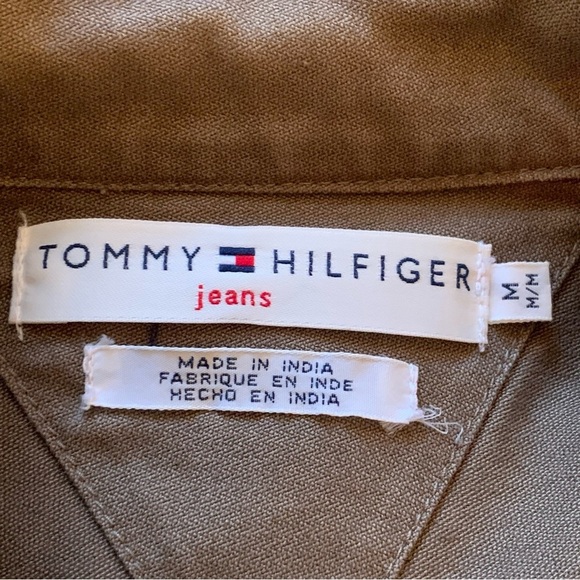 TOMMY HILFIGER
jeans
M
M/M
MADE IN INDIA
FABRIQUE EN INDE
HECHO EN INDIA